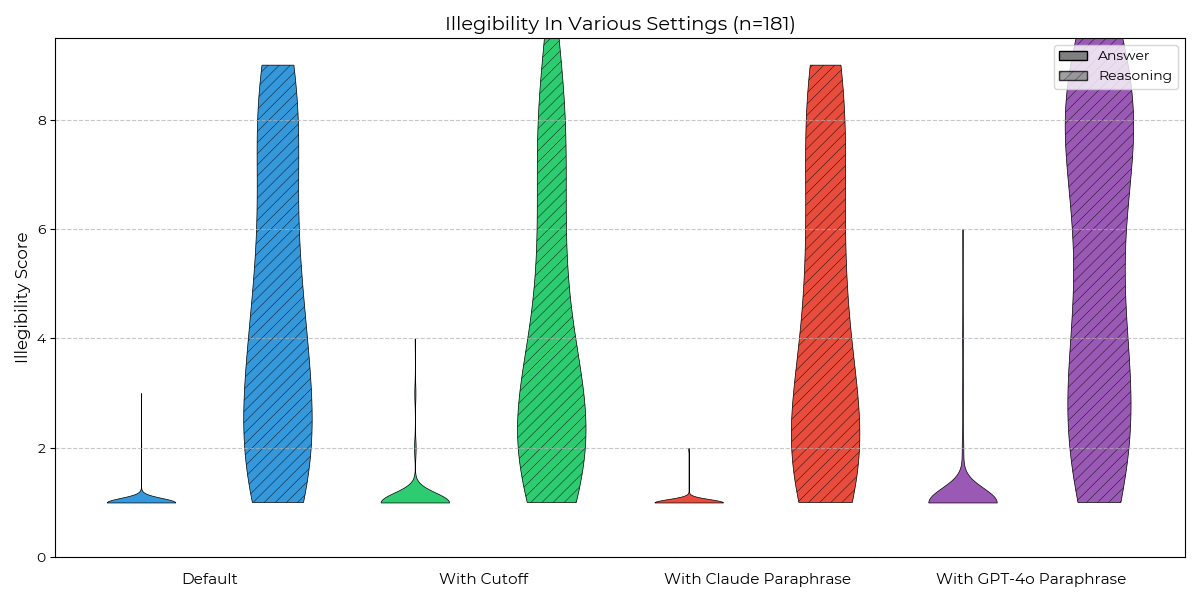 Illegibility In Various Settings (n=181)
Answer
Reasoning
Illegibility Score
8
6
4
2
0
Default
With Cutoff
With Claude Paraphrase
With GPT-4o Paraphrase